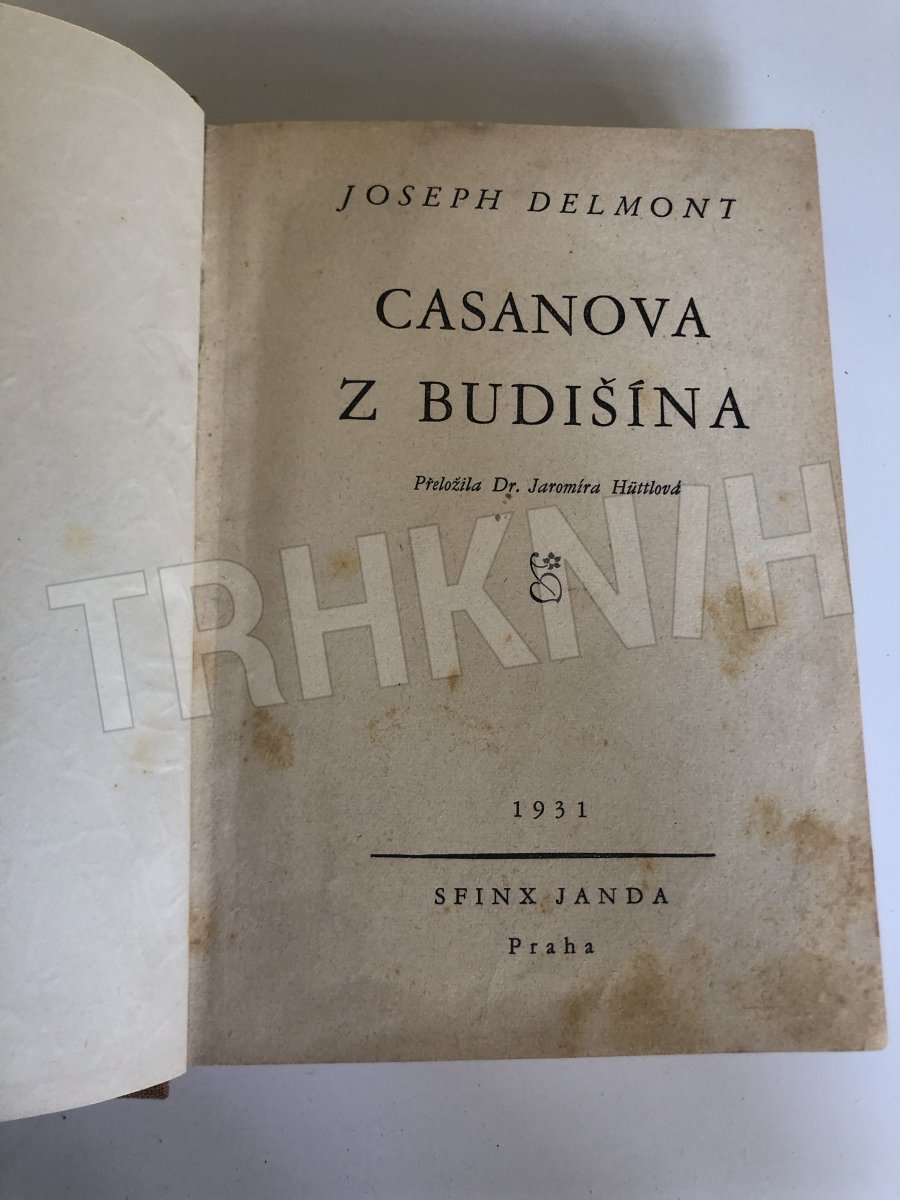 JOSEPH DELMONT
CASANOVA
Z BUDIŠÍNA
Přeložila Dr. Jaromíra Hüttlová
TRHKNIH
1931
SFINX JANDA
Praha